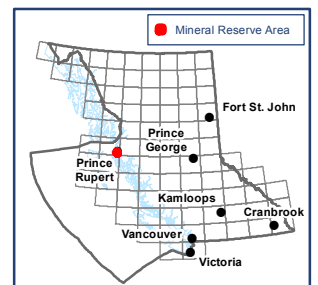 Mineral Reserve Area
Fort St. John
Prince
George
Prince
Rupert
Kamloops
Cranbrook
Vancouver
Victoria